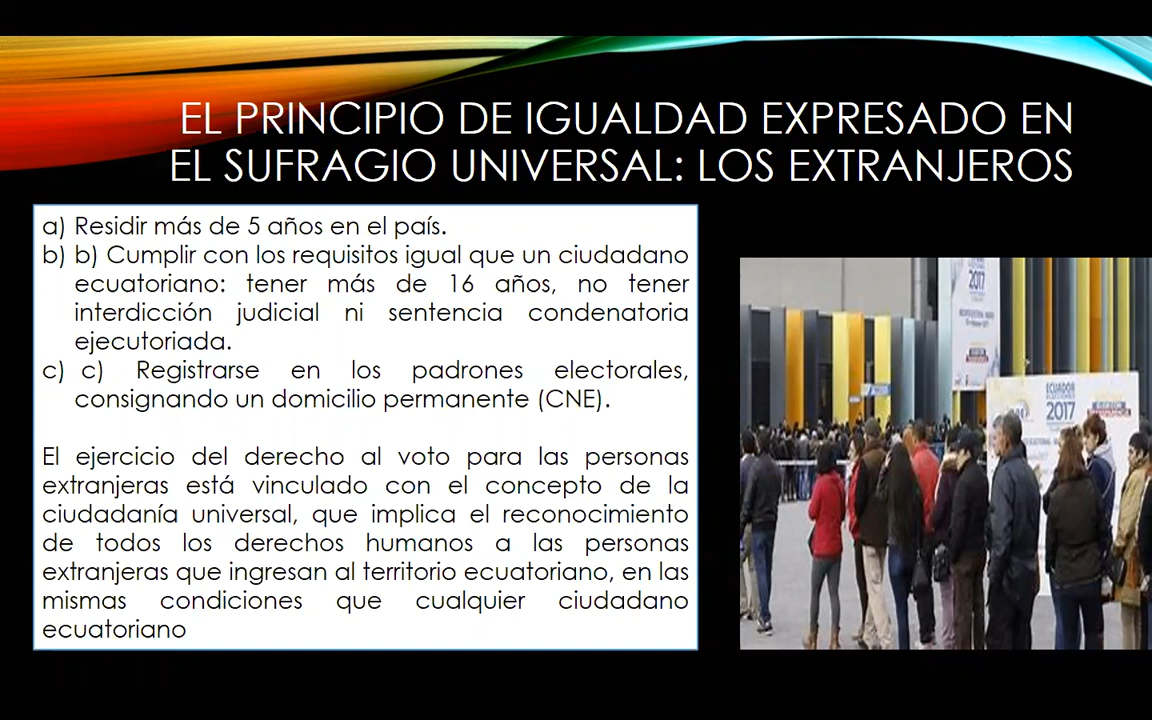 EL PRINCIPIO DE IGUALDAD EXPRESADO EN
EL SUFRAGIO UNIVERSAL: LOS EXTRANJEROS
a) Residir más de 5 años en el país.
b) b) Cumplir con los requisitos igual que un ciudadano
ecuatoriano: tener más de 16 años, no tener
interdicción judicial ni sentencia condenatoria
ejecutoriada.
c) c) Registrarse en los padrones electorales,
consignando un domicilio permanente (CNE).
El ejercicio del derecho al voto para las personas
extranjeras está vinculado con el concepto de la
ciudadanía universal, que implica el reconocimiento
de todos los derechos humanos a las personas
extranjeras que ingresan al territorio ecuatoriano, en las
mismas condiciones que cualquier ciudadano
ecuatoriano
2017
ECUADOR
ELECCIONES
2017